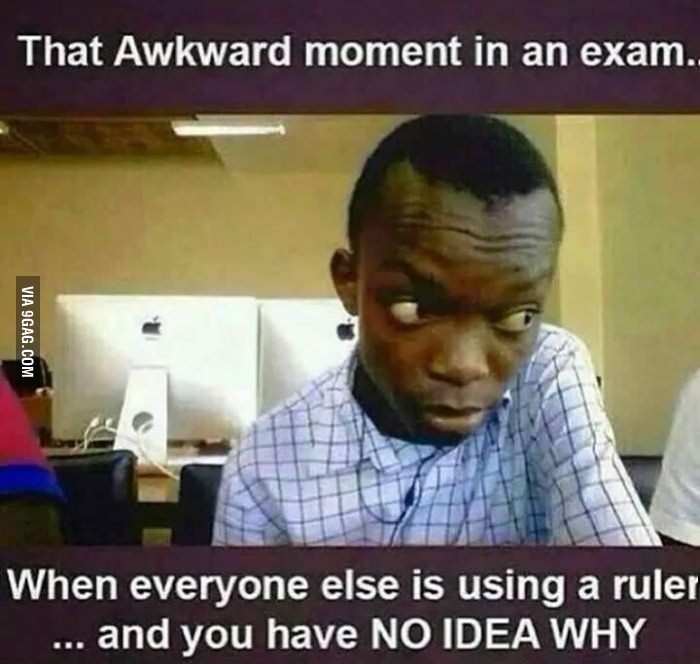 That Awkward moment in an exam..
VIA 9GAG.COM
When everyone else is using a ruler
... and you have NO IDEA WHY